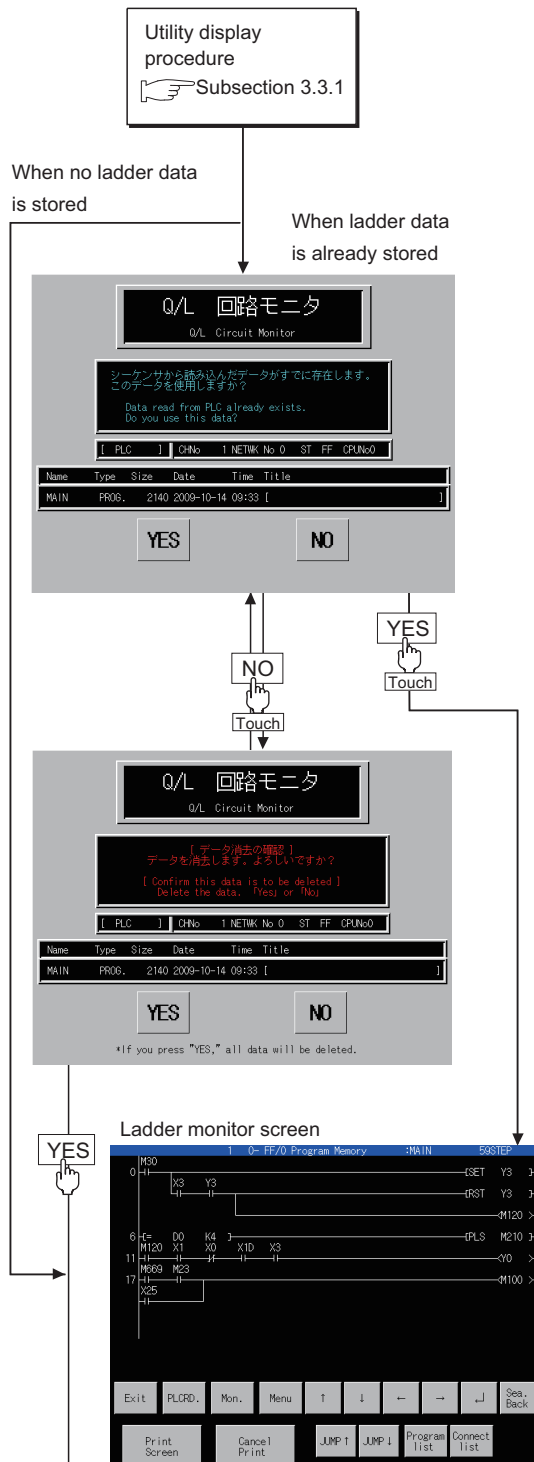 Utility display
procedure
Subsection 3.3.1
When no ladder data
is stored
When ladder data
is already stored
Q/L 回路モニタ
Q/L Circuit Monitor
シーケンサから読み込んだデータがすでに存在します。
このデータを使用しますか?
Data read from PLC already exists.
Do you use this data?
[ PLC ] CHNo 1 NETWK No 0 ST FF CPUNo0
Name Type Size Date Time Title
MAIN PROG. 2140 2009-10-14 09:33 [ ]
YES NO
YES
Touch
NO
Touch
Q/L 回路モニタ
Q/L Circuit Monitor
[ データ消去の確認 ]
データを消去します。よろしいですか?
[ Confirm this data is to be deleted ]
Delete the data. 「Yes」 or 「No」
[ PLC ] CHNo 1 NETWK No 0 ST FF CPUNo0
Name Type Size Date Time Title
MAIN PROG. 2140 2009-10-14 09:33 [ ]
YES NO
*If you press "YES," all data will be deleted.
YES
Ladder monitor screen
1 0- FF/0 Program Memory :MAIN 59STEP
M30
0 [SET Y3 ]
X3 Y3
[RST Y3 ]
<M120 >
6 [= D0 K4 ] [PLS M210 ]
M120 X1 X0 X1D X3
11 <Y0 >
M669 M23
17 <M100 >
X25
Exit PLCRD. Mon. Menu ↑ ↓ ← → ↵ Sea. Back
Print Screen Cancel Print JUMP↑ JUMP↓ Program list Connect list